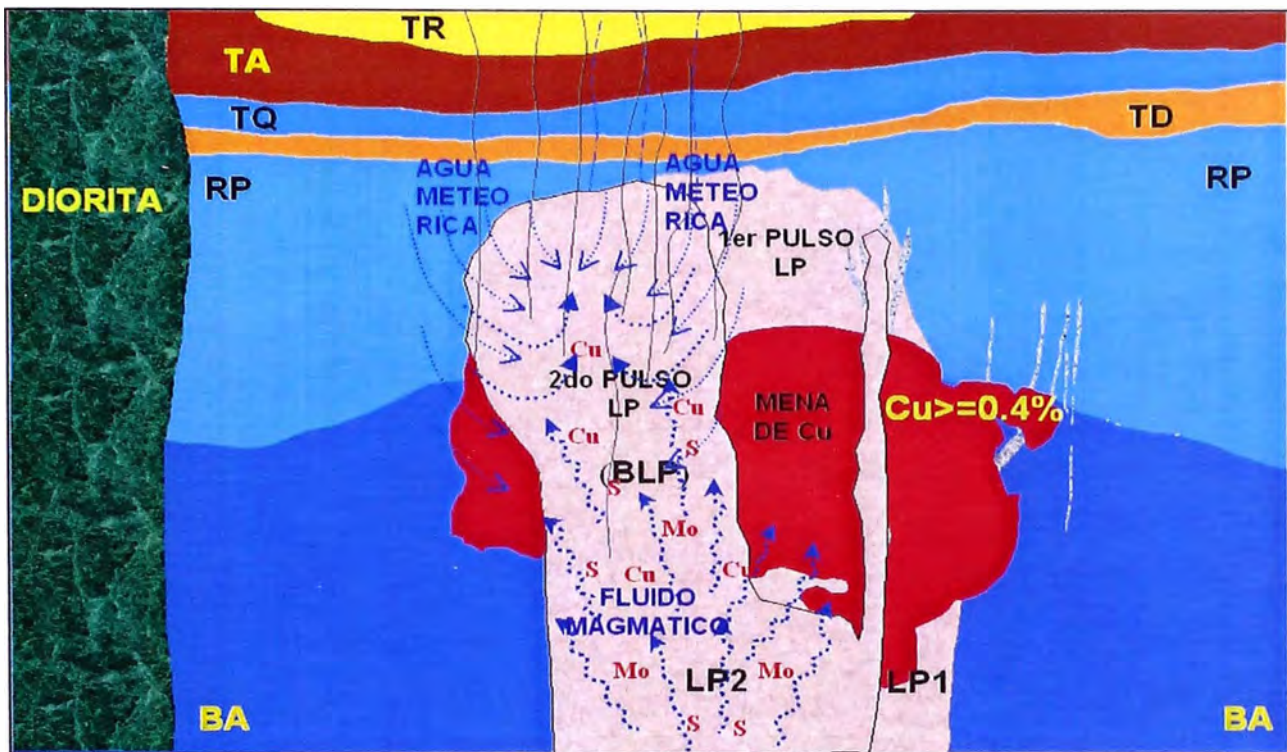 TR
TA
TQ
TD
AGUA
METEO
RICA
AGUA
METEO
RICA
RP
RP
DIORITA
1er PULSO
LP
Cu
2do PULSO
LP
Cu
MENA
DE Cu
Cu>=0.4%
Cu
S
(BLP)
S
Mo
S
Cu
Cu
FLUIDO
MAGMATICO
Mo
LP2
Mo
LP1
BA
S
S
BA